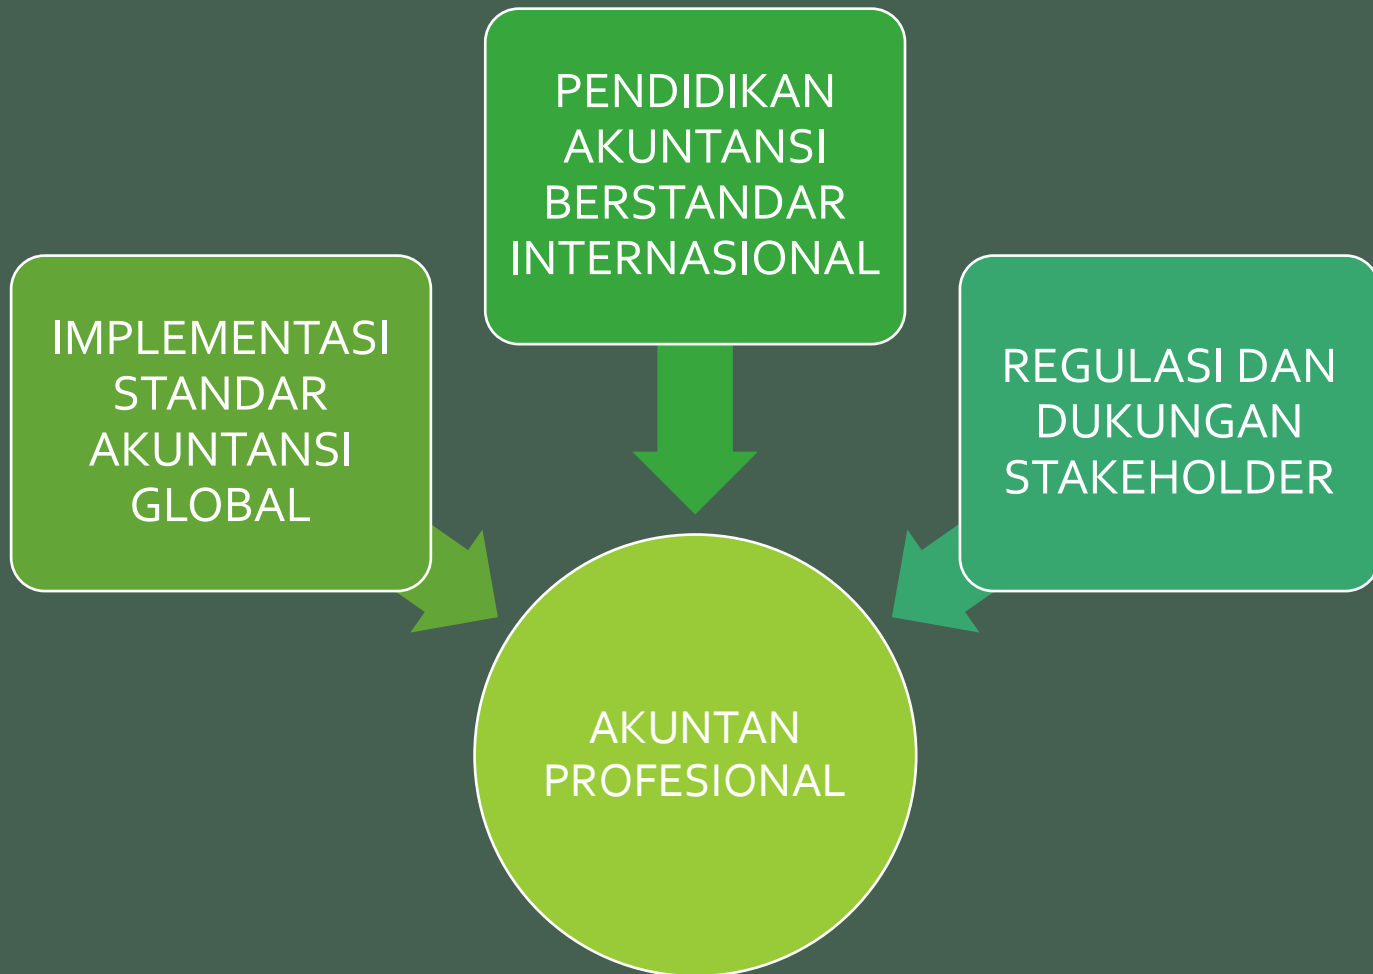 PENDIDIKAN
AKUNTANSI
BERSTANDAR
INTERNASIONAL
IMPLEMENTASI
STANDAR
AKUNTANSI
GLOBAL
REGULASI DAN
DUKUNGAN
STAKEHOLDER
AKUNTAN
PROFESIONAL